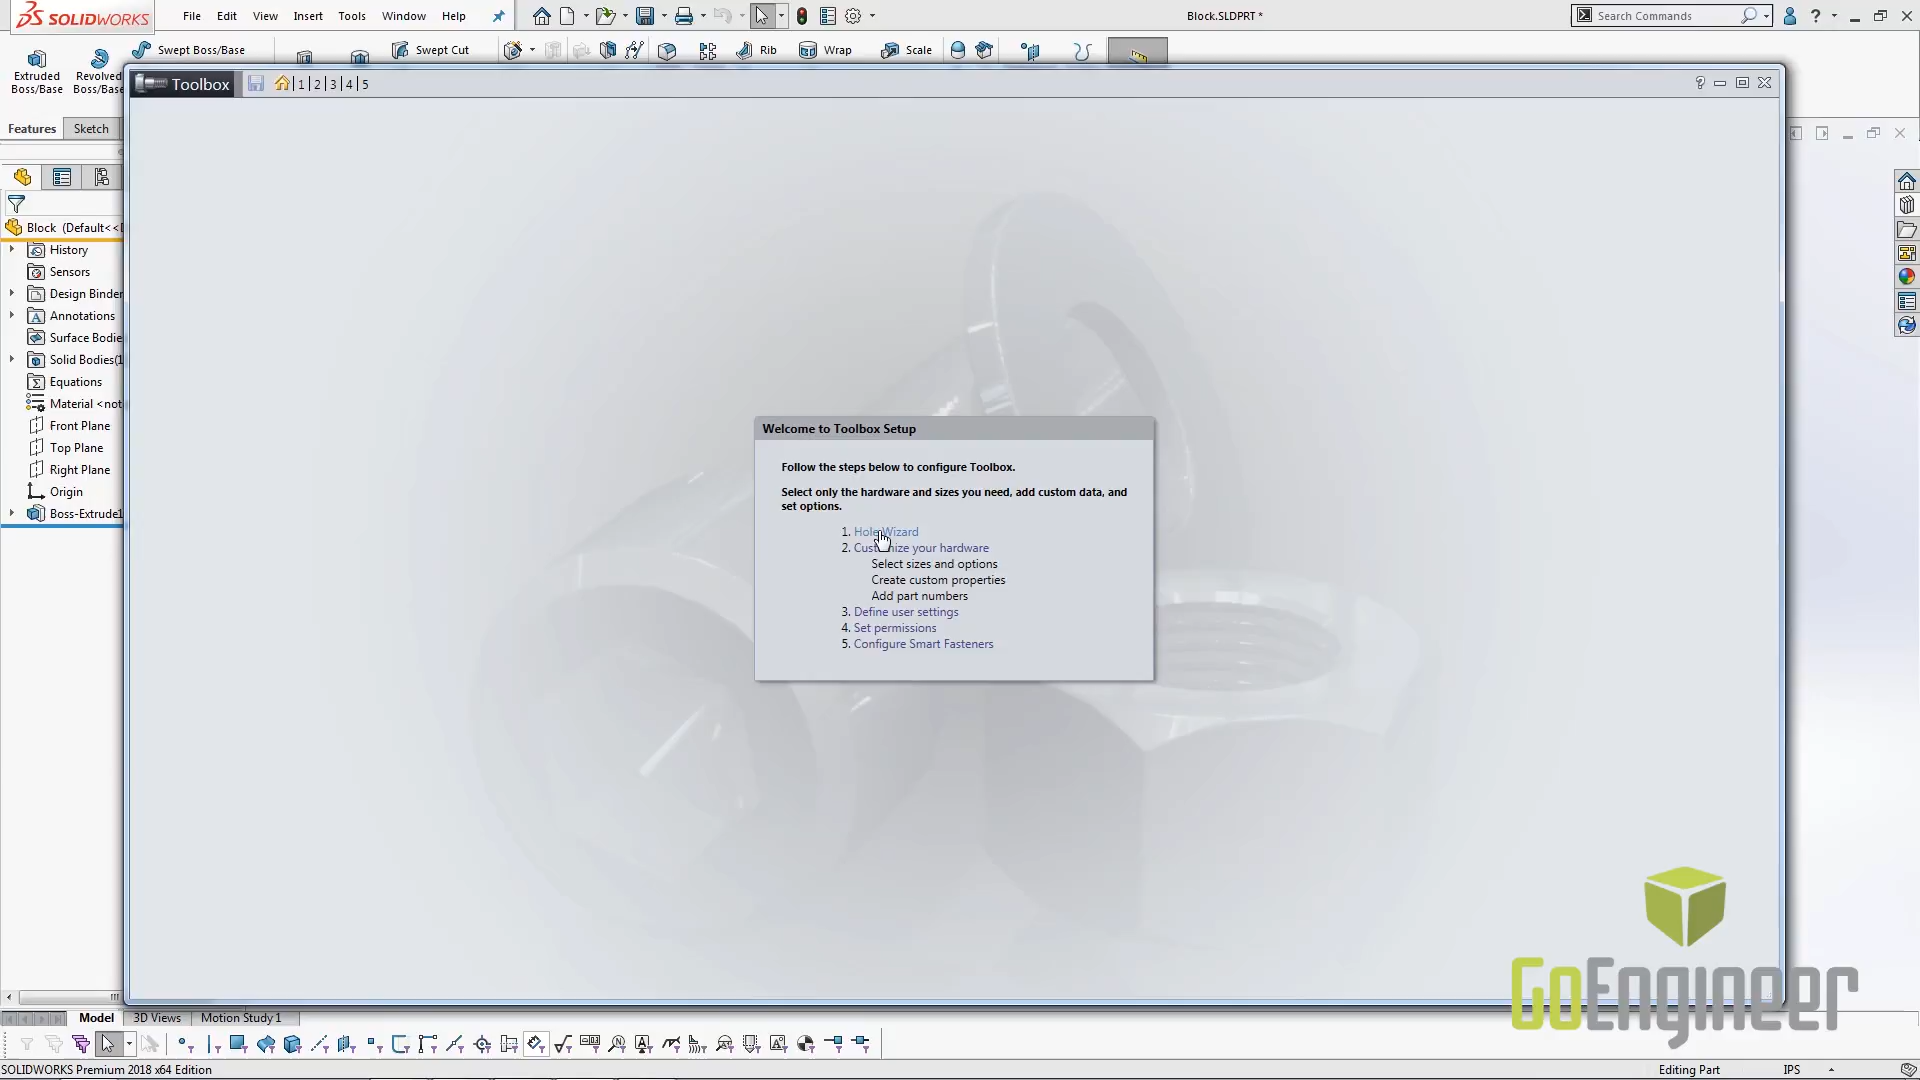 SOLIDWORKS File Edit View Insert Tools Window Help Block.SLDPRT * Search Commands
Extruded Boss/Base
Revolved Boss/Bas
Swept Boss/Base
Swept Cut
Rib
Wrap
Scale
Toolbox 1 | 2 | 3 | 4 | 5
Features Sketch
Block (Default<<
History
Sensors
Design Binder
Annotations
Surface Bodie
Solid Bodies(1
Equations
Material <not
Front Plane
Top Plane
Right Plane
Origin
Boss-Extrude1
Welcome to Toolbox Setup
Follow the steps below to configure Toolbox.
Select only the hardware and sizes you need, add custom data, and
set options.
1. Hole Wizard
2. Customize your hardware
Select sizes and options
Create custom properties
Add part numbers
3. Define user settings
4. Set permissions
5. Configure Smart Fasteners
GoEngineer
Model 3D Views Motion Study 1
SOLIDWORKS Premium 2018 x64 Edition Editing Part IPS